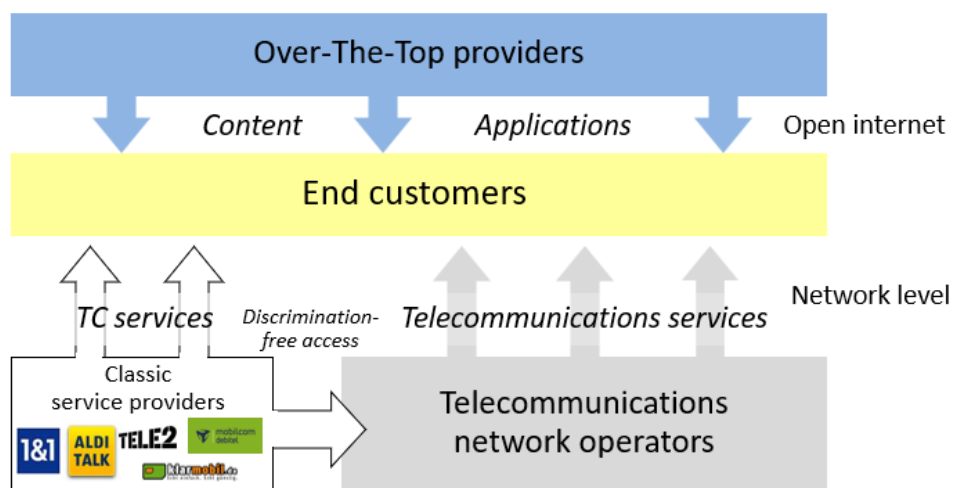 Over-The-Top providers
Content
Applications
Open internet
End customers
TC services
Discrimination-
free access
Telecommunications services
Network level
Classic
service providers
1&1
ALDI
TALK
TELE2
mobilcom
debitel
klarmobil.de
Telecommunications
network operators